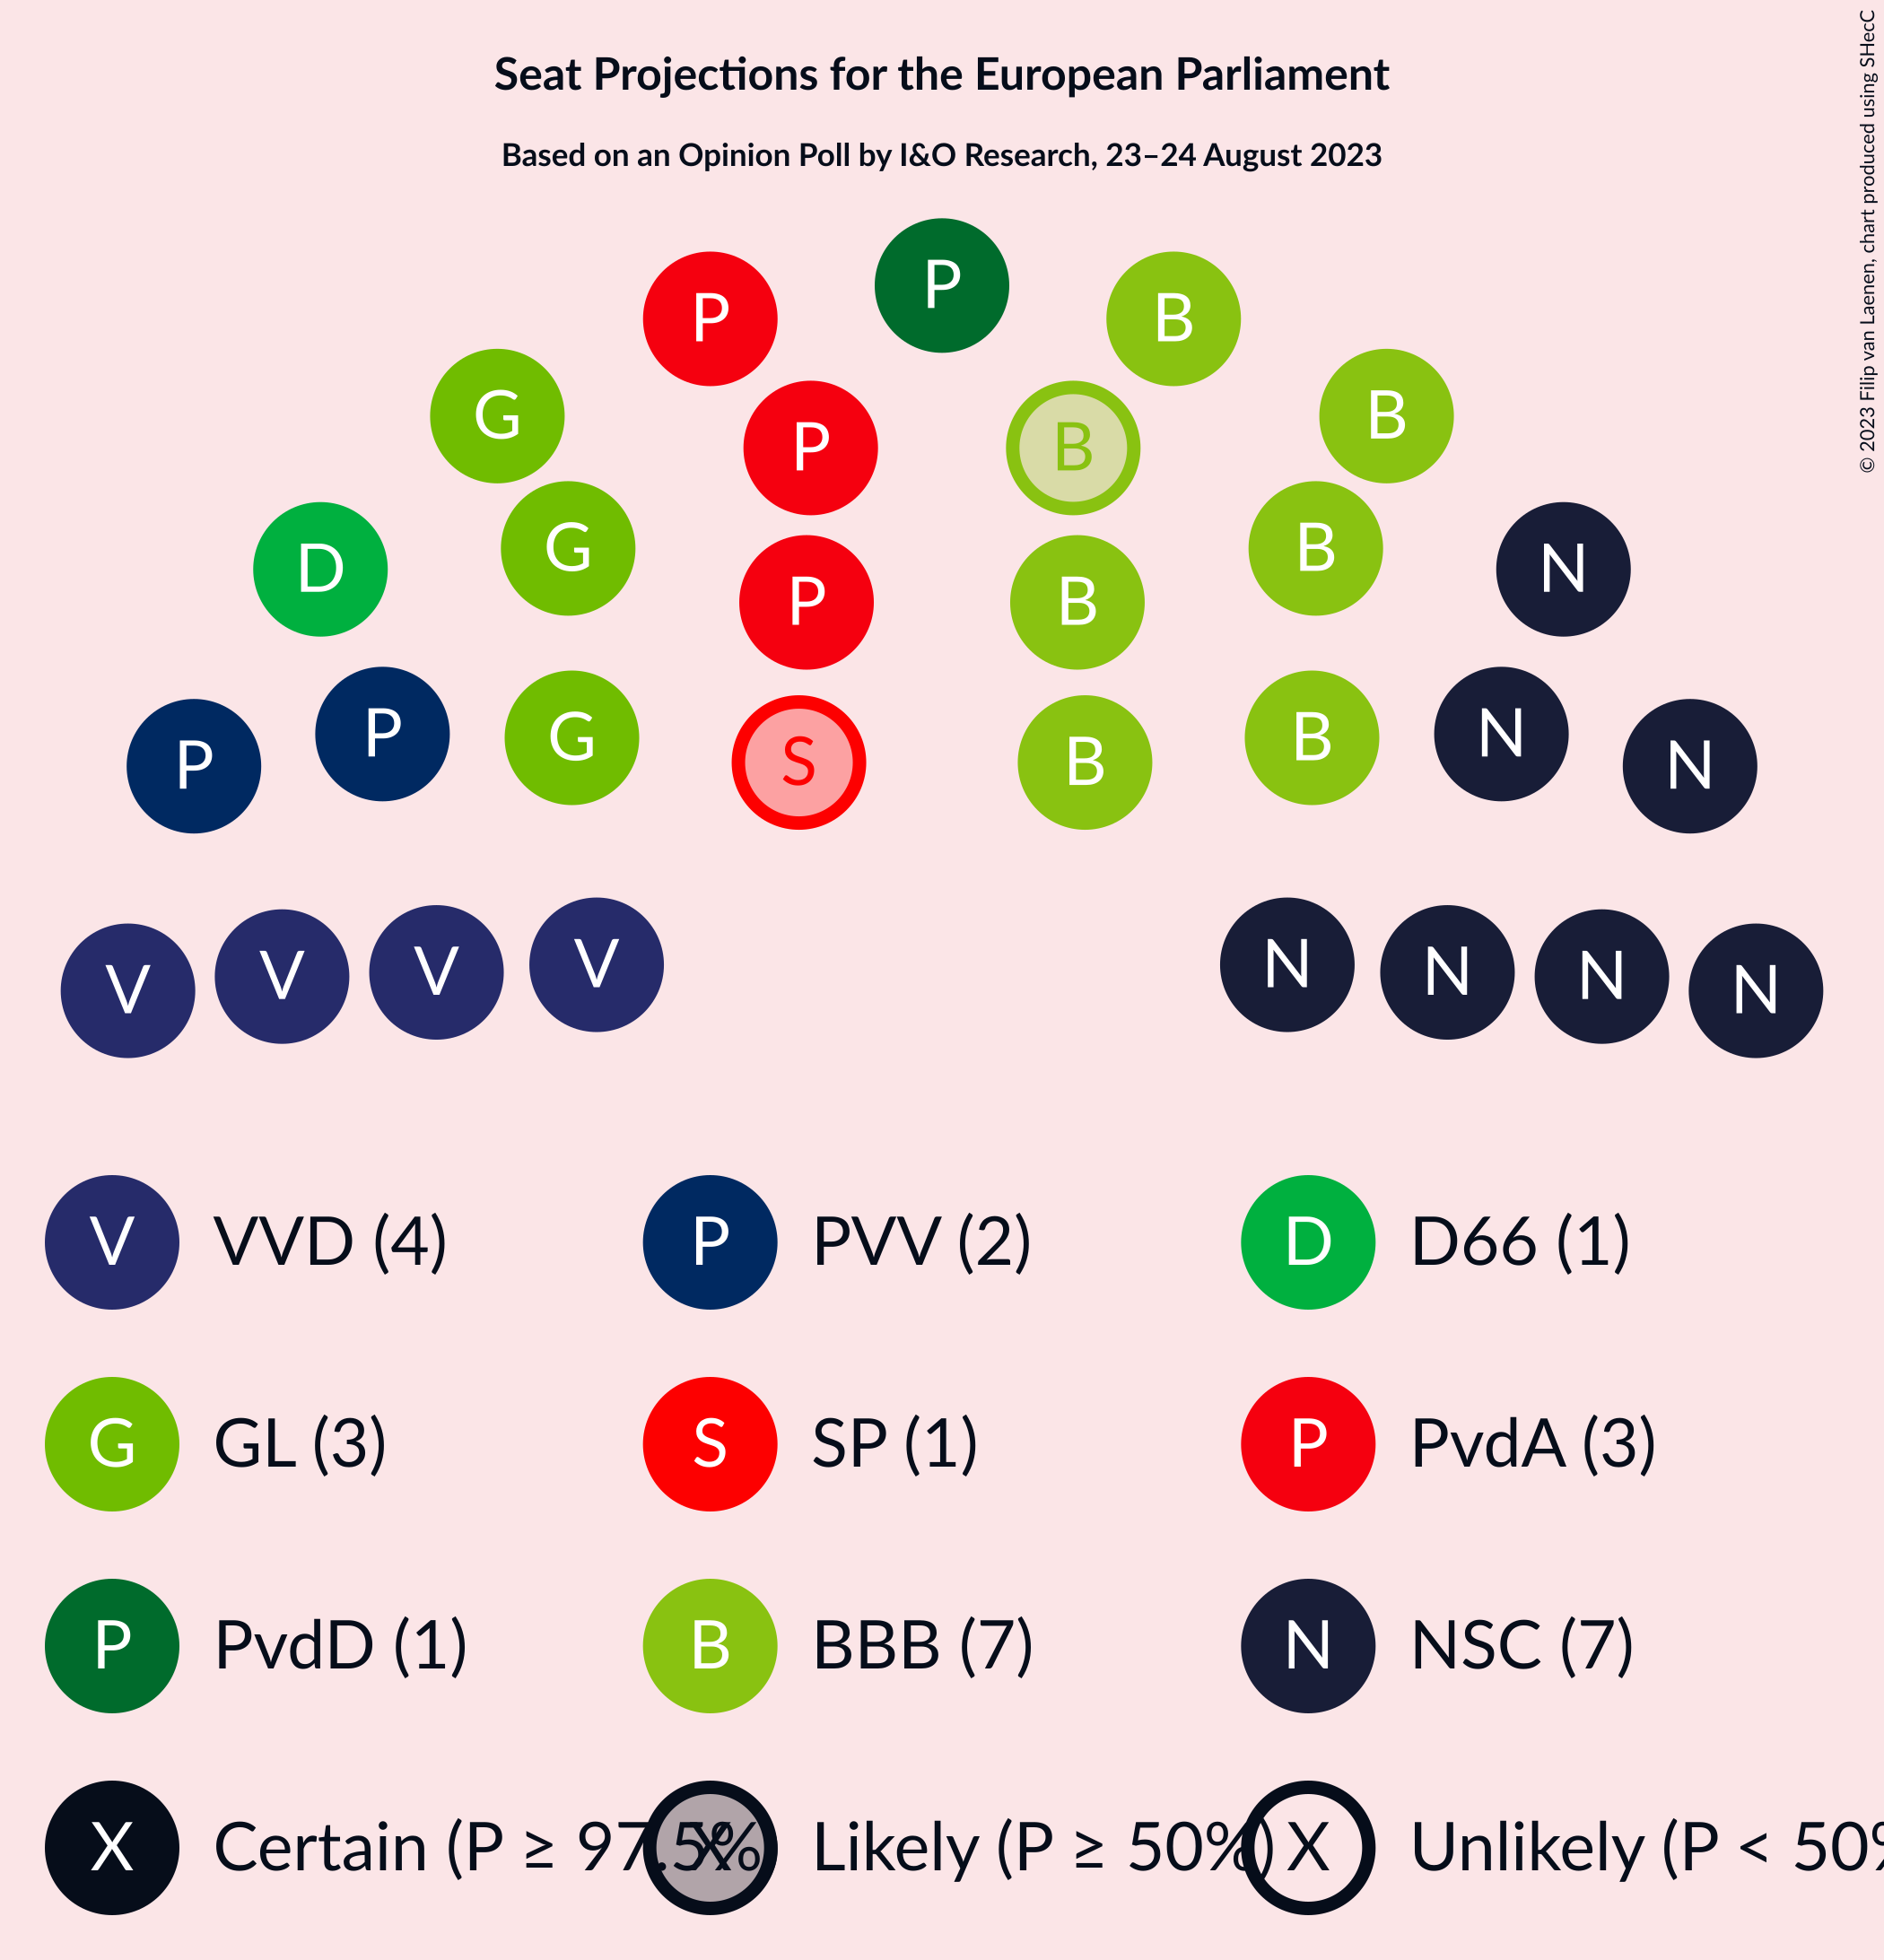 Seat Projections for the European Parliament
Based on an Opinion Poll by I&O Research, 23–24 August 2023
© 2023 Filip van Laenen, chart produced using SHecC
P
P B
G B
P B
G B
D N
P B
P P N N
G B
S B
V V V V N N N N
V VVD (4) P PVV (2) D D66 (1)
G GL (3) S SP (1) P PvdA (3)
P PvdD (1) B BBB (7) N NSC (7)
X Certain (P ≥ 97.5% X Likely (P ≥ 50%) X Unlikely (P < 50%